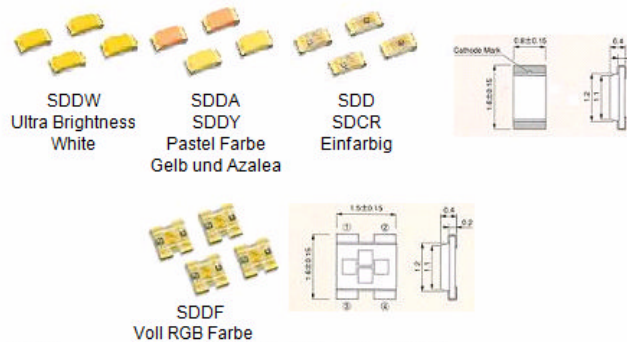 SDDW
Ultra Brightness
White
SDDA
SDDY
Pastel Farbe
Gelb und Azalea
SDD
SDCR
Einfarbig
Cathode Mark
0.8±0.15
0.4
1.6±0.15
1.2
1.1
SDDF
Voll RGB Farbe
1.5±0.15
① ②
1.6±0.15
③ ④
0.4
0.2
1.2
1.1